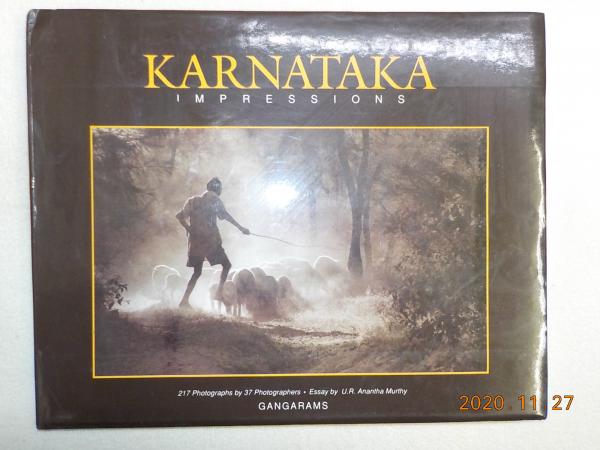 KARNATAKA
IMPRESSIONS
217 Photographs by 37 Photographers • Essay by U.R. Anantha Murthy
GANGARAMS
2020.11.27